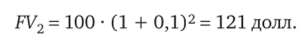 FV₂ = 100 · (1 + 0,1)² = 121 долл.